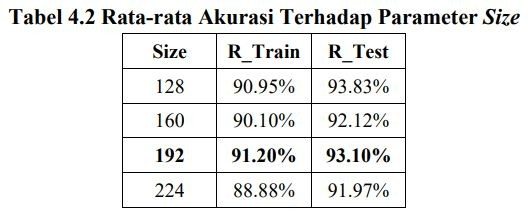 Tabel 4.2 Rata-rata Akurasi Terhadap Parameter Size
Size R_Train R_Test
128 90.95% 93.83%
160 90.10% 92.12%
192 91.20% 93.10%
224 88.88% 91.97%